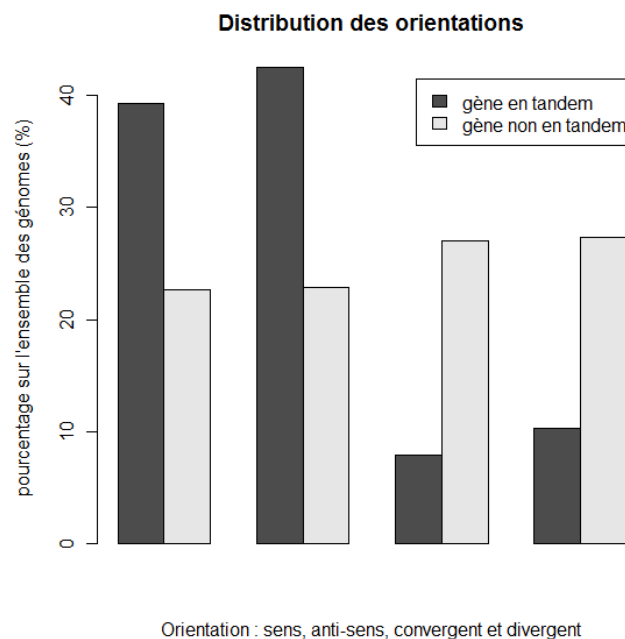 Distribution des orientations
gène en tandem
gène non en tandem
pourcentage sur l'ensemble des génomes (%)
40
30
20
10
0
Orientation : sens, anti-sens, convergent et divergent